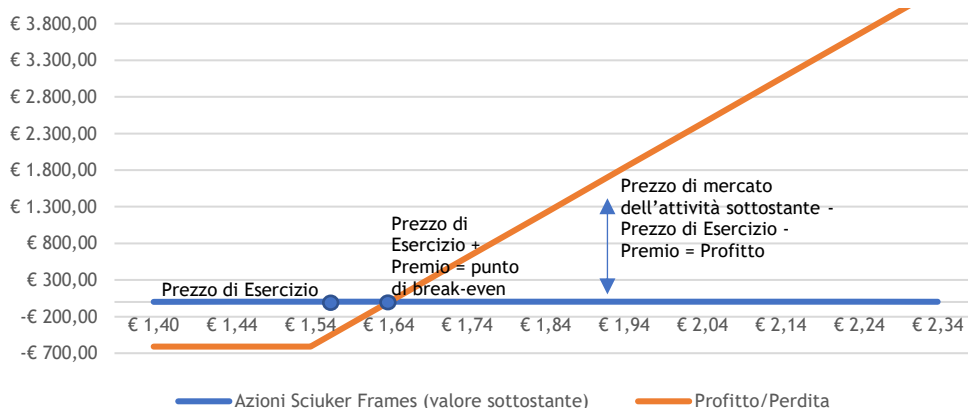 € 3.800,00
€ 3.300,00
€ 2.800,00
€ 2.300,00
€ 1.800,00
€ 1.300,00
€ 800,00
€ 300,00
-€ 200,00
-€ 700,00
Prezzo di mercato
dell'attività sottostante -
Prezzo di Esercizio -
Premio = Profitto
Prezzo di
Esercizio +
Premio = punto
di break-even
Prezzo di Esercizio
€ 1,40 € 1,44 € 1,54 € 1,64 € 1,74 € 1,84 € 1,94 € 2,04 € 2,14 € 2,24 € 2,34
Azioni Sciuker Frames (valore sottostante) Profitto/Perdita